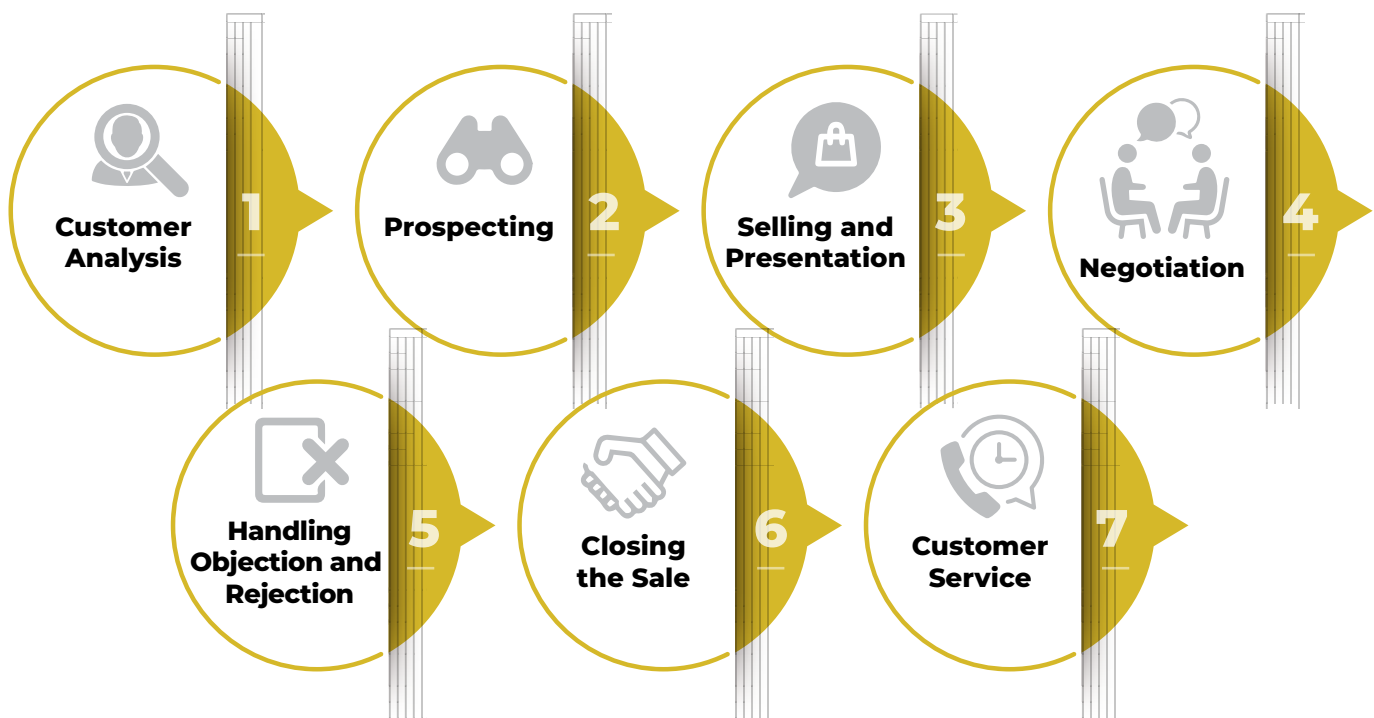 Customer
Analysis
1
Prospecting
2
Selling and
Presentation
3
Negotiation
4
Handling
Objection and
Rejection
5
Closing
the Sale
6
Customer
Service
7